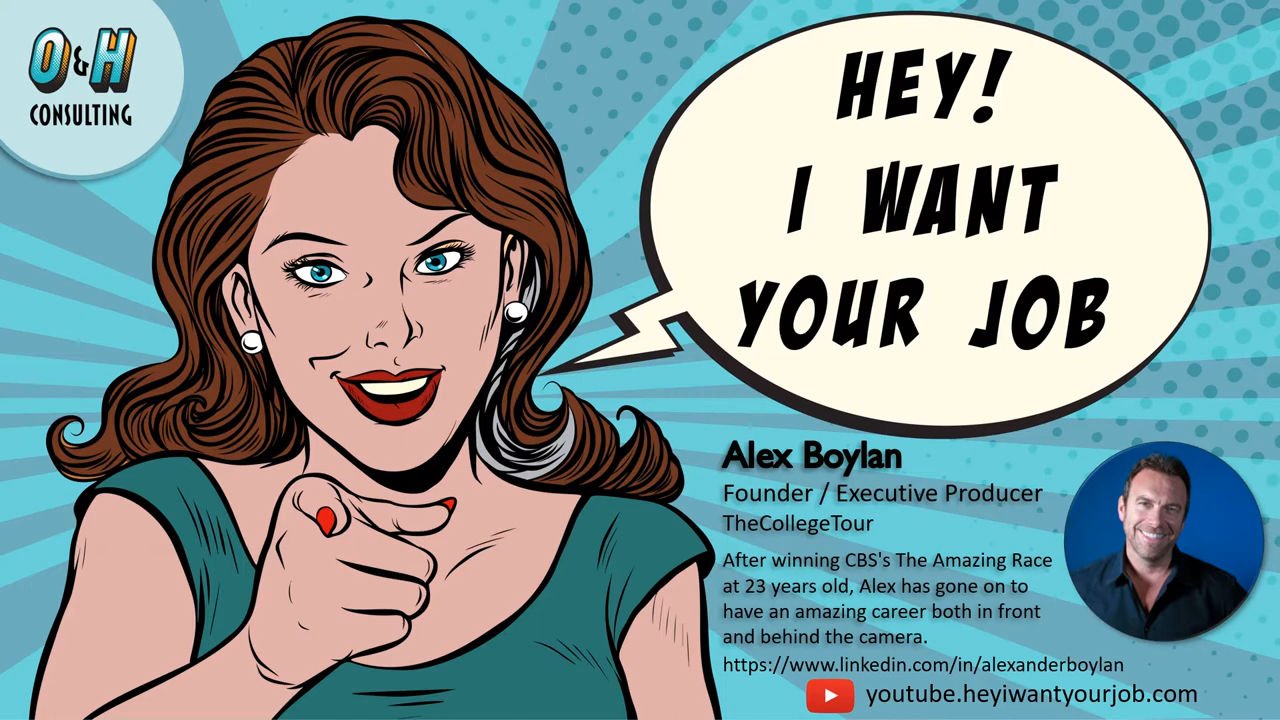 O&H
CONSULTING
HEY!
I WANT
YOUR JOB
Alex Boylan
Founder / Executive Producer
TheCollegeTour
After winning CBS's The Amazing Race
at 23 years old, Alex has gone on to
have an amazing career both in front
and behind the camera.
https://www.linkedin.com/in/alexanderboylan
youtube.heyiwantyourjob.com